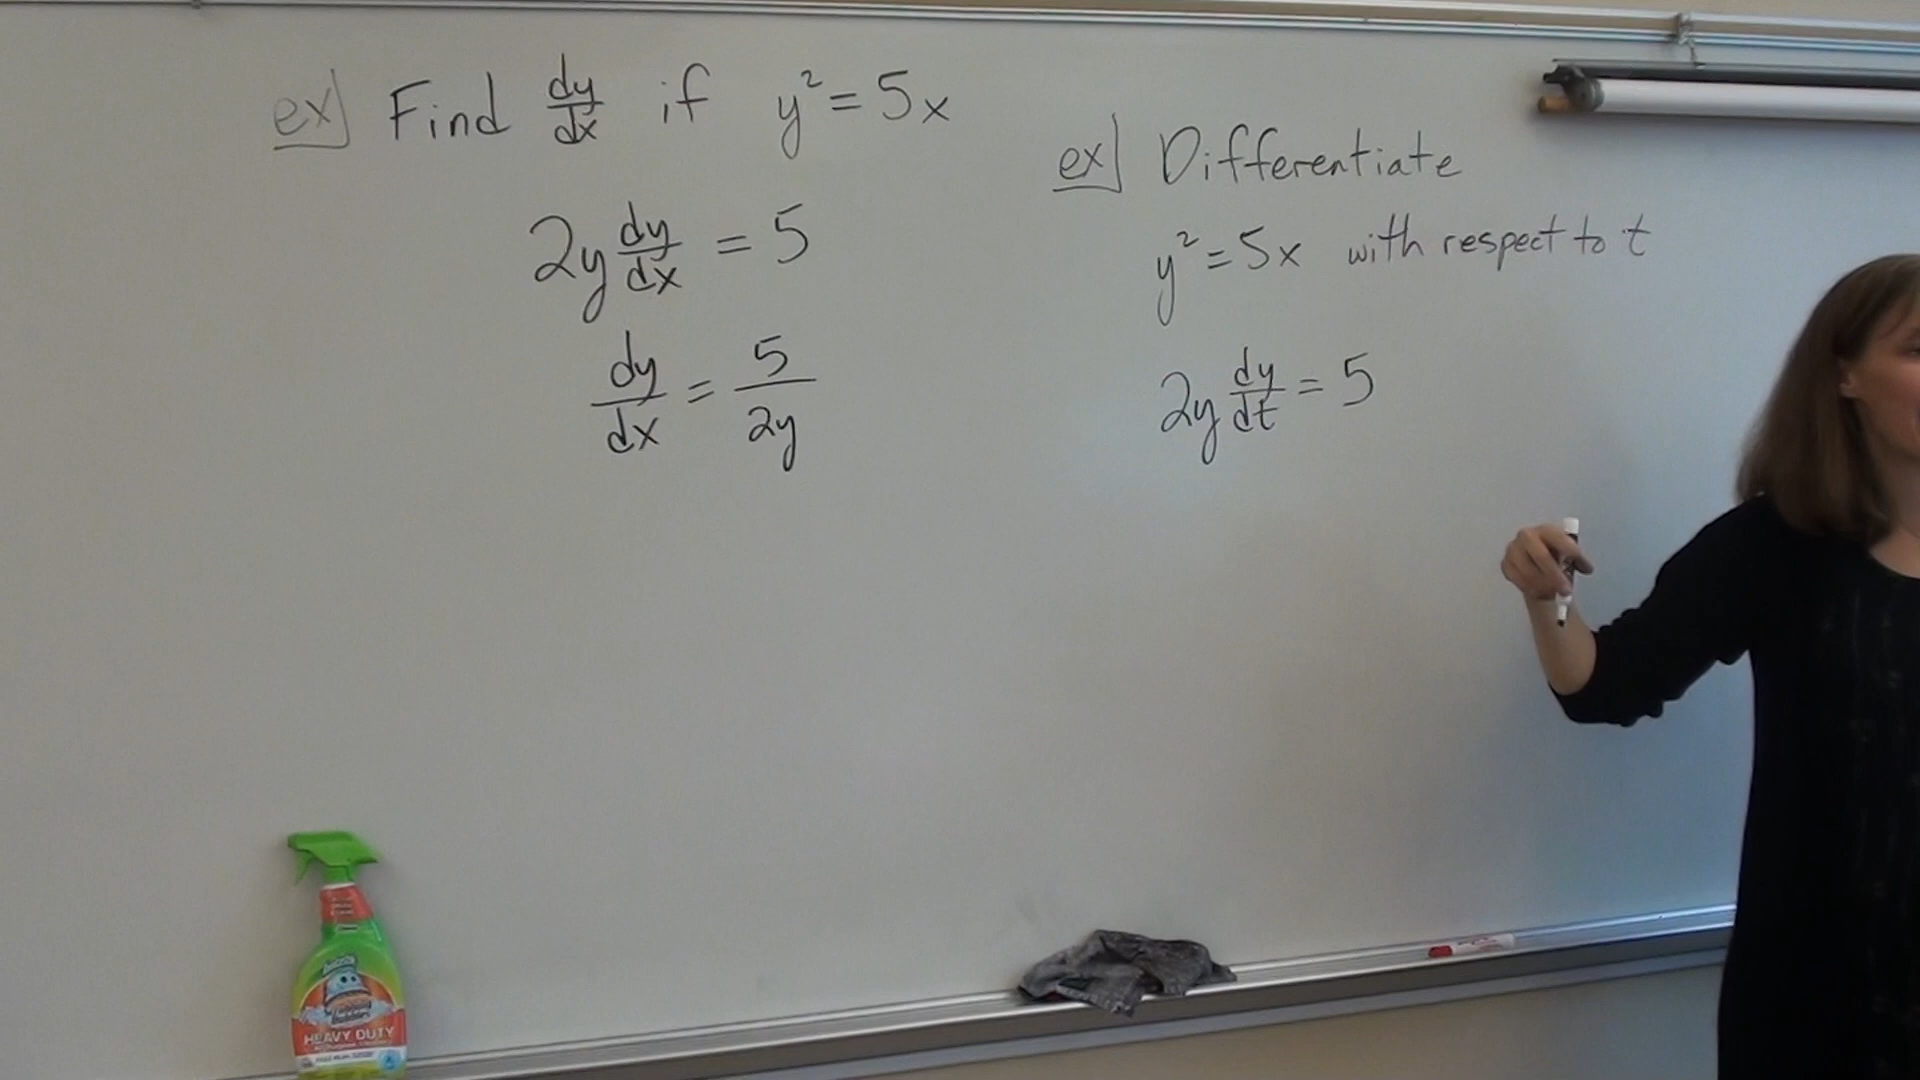 ex] Find dy/dx if y² = 5x
2y dy/dx = 5
dy/dx = 5/2y
ex] Differentiate
y² = 5x with respect to t
2y dy/dt = 5
HEAVY DUTY